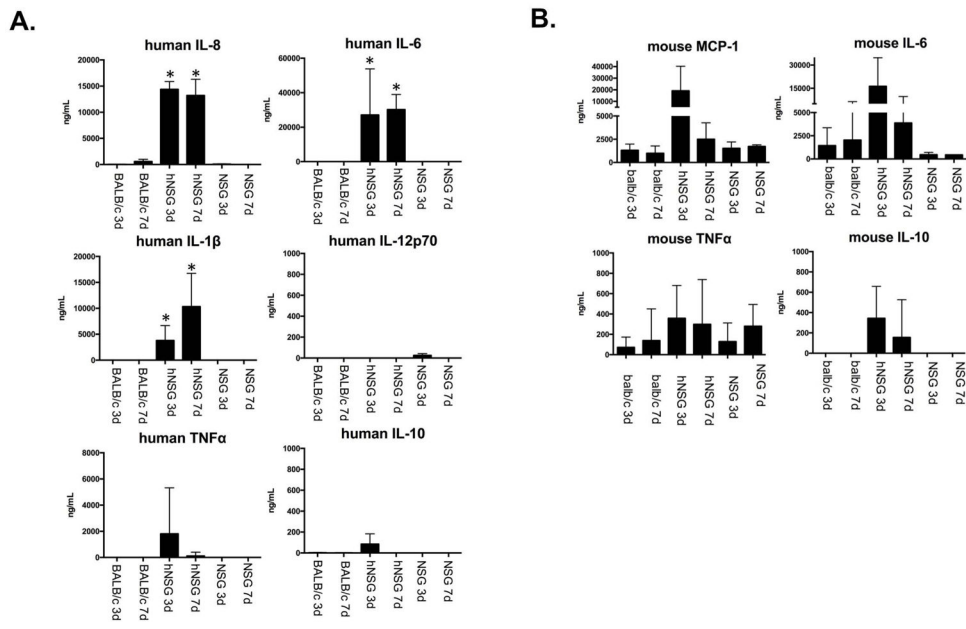 A.
human IL-8
ng/mL
20000
15000
10000
5000
0
* *
BALB/c 3d
BALB/c 7d
hNSG 3d
hNSG 7d
NSG 3d
NSG 7d
human IL-6
ng/mL
60000
40000
20000
0
* *
BALB/c 3d
BALB/c 7d
hNSG 3d
hNSG 7d
NSG 3d
NSG 7d
human IL-1β
ng/mL
20000
15000
10000
5000
0
* *
BALB/c 3d
BALB/c 7d
hNSG 3d
hNSG 7d
NSG 3d
NSG 7d
human IL-12p70
ng/mL
1000
800
600
400
200
0
BALB/c 3d
BALB/c 7d
hNSG 3d
hNSG 7d
NSG 3d
NSG 7d
human TNFα
ng/mL
8000
6000
4000
2000
0
BALB/c 3d
BALB/c 7d
hNSG 3d
hNSG 7d
NSG 3d
NSG 7d
human IL-10
ng/mL
1000
800
600
400
200
0
BALB/c 3d
BALB/c 7d
hNSG 3d
hNSG 7d
NSG 3d
NSG 7d
B.
mouse MCP-1
ng/mL
40000
30000
20000
10000
5000
2500
0
balb/c 3d
balb/c 7d
hNSG 3d
hNSG 7d
NSG 3d
NSG 7d
mouse IL-6
ng/mL
30000
15000
5000
2500
0
balb/c 3d
balb/c 7d
hNSG 3d
hNSG 7d
NSG 3d
NSG 7d
mouse TNFα
ng/mL
1000
800
600
400
200
0
balb/c 3d
balb/c 7d
hNSG 3d
hNSG 7d
NSG 3d
NSG 7d
mouse IL-10
ng/mL
1000
800
600
400
200
0
balb/c 3d
balb/c 7d
hNSG 3d
hNSG 7d
NSG 3d
NSG 7d